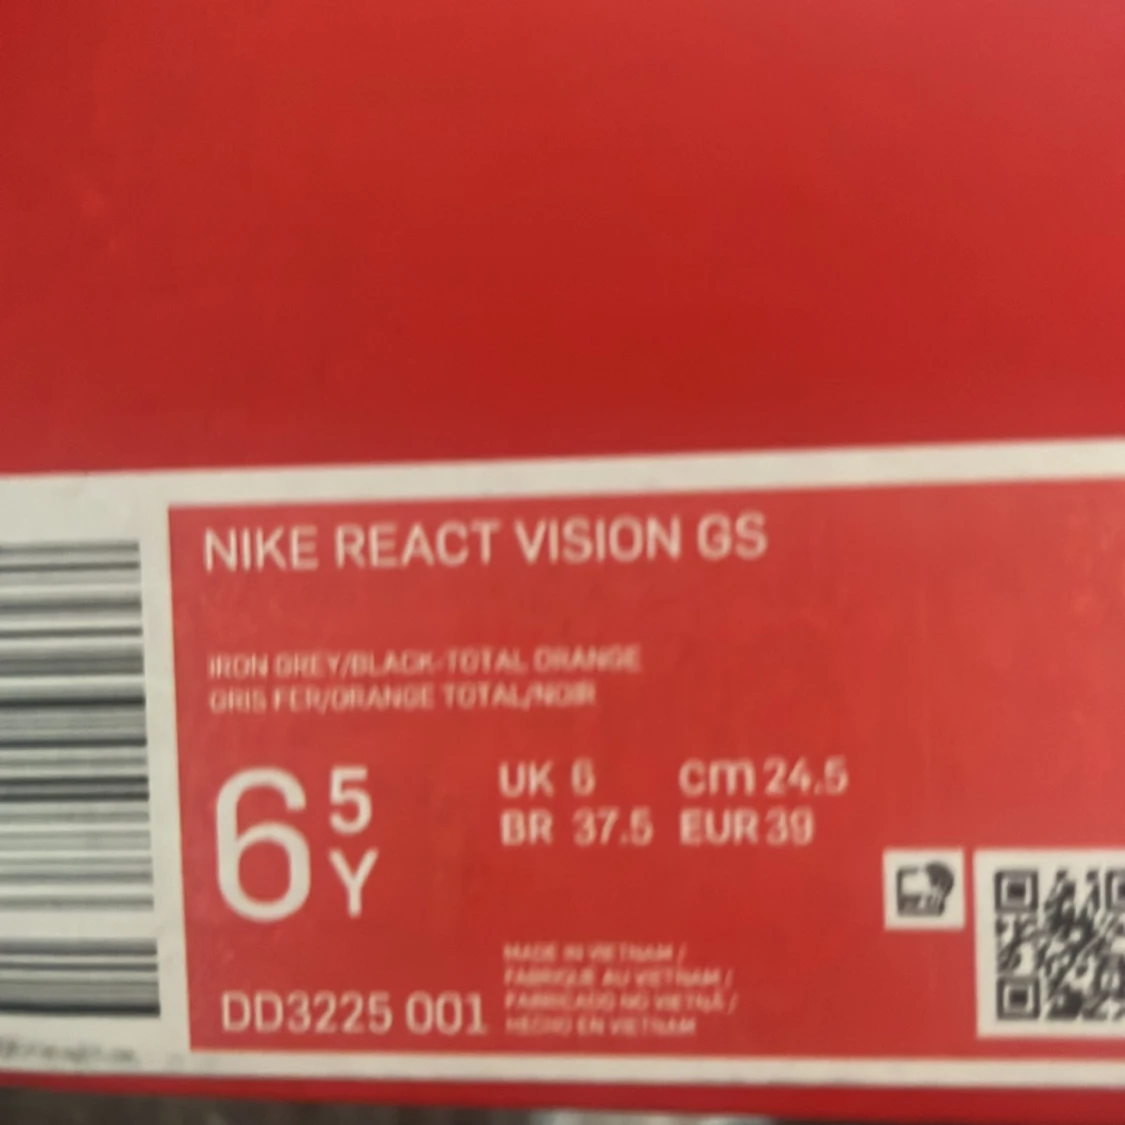 NIKE REACT VISION GS
IRON GREY/BLACK-TOTAL ORANGE
GRIS FER/ORANGE TOTAL/NOIR
6 5 Y
UK 6 cm 24.5
BR 37.5 EUR 39
DD3225 001
MADE IN VIETNAM /
FABRIQUE AU VIETNAM /
FABRICADO NO VIETNÃ /
HECHO EN VIETNAM